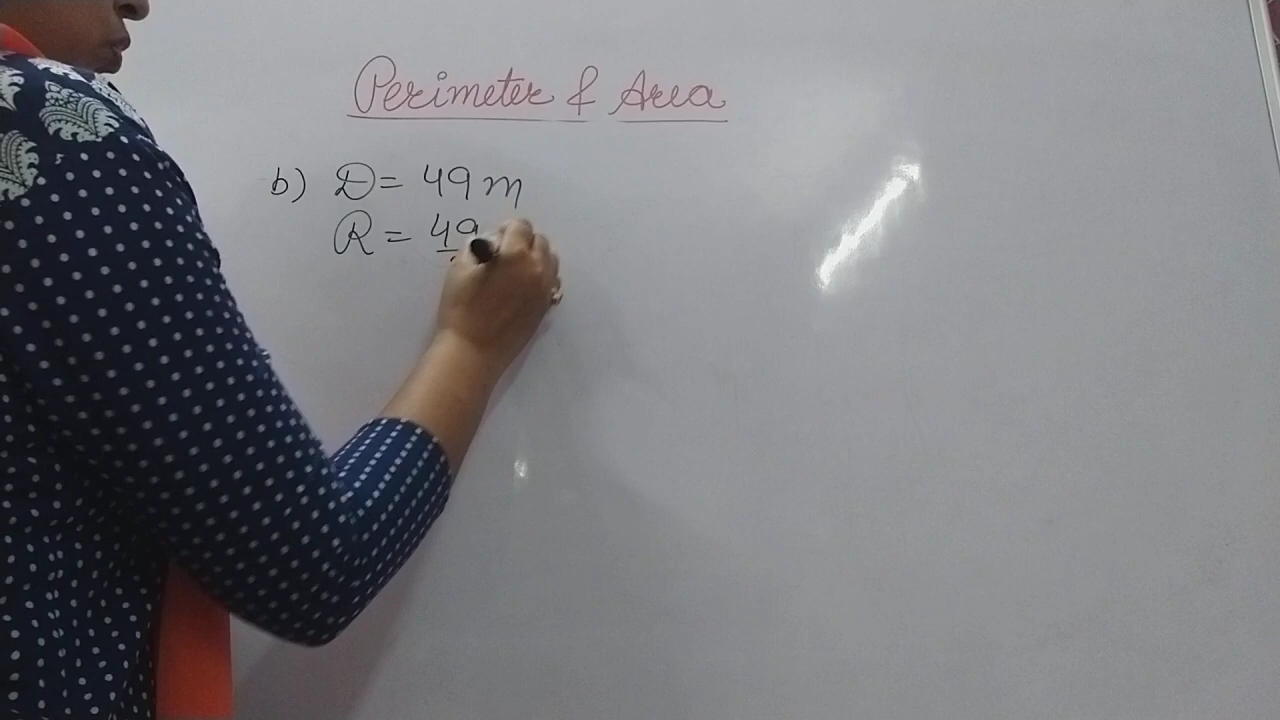 Perimeter & Area
b) D = 49 m
R = 49